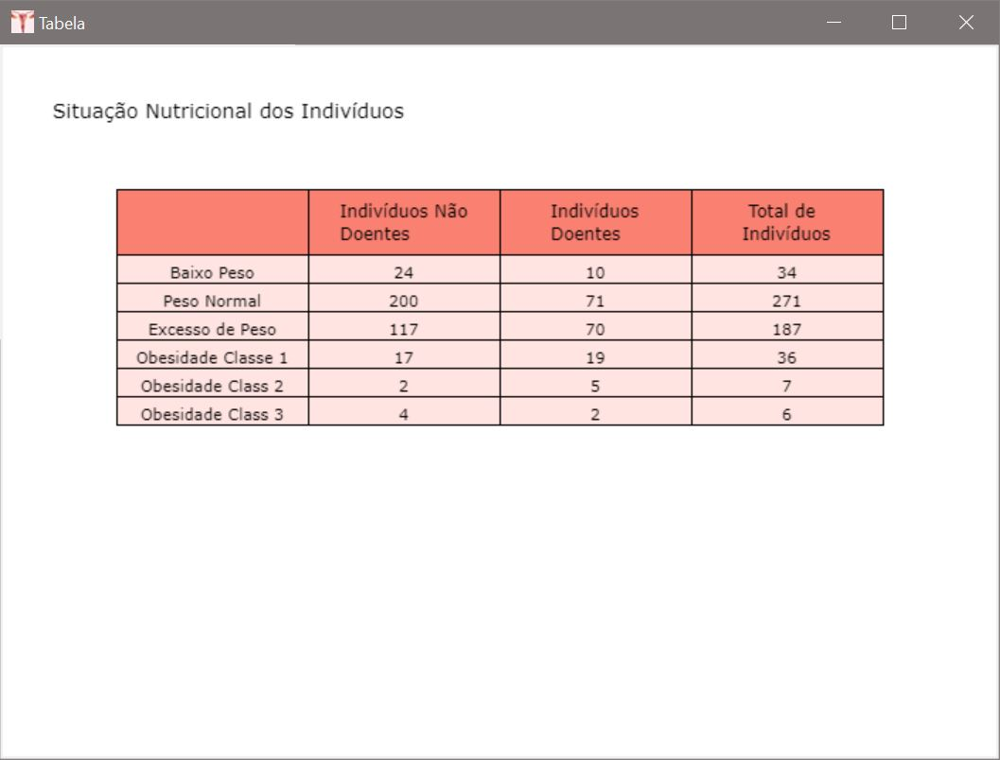 Tabela
Situação Nutricional dos Indivíduos
Indivíduos Não Doentes Indivíduos Doentes Total de Indivíduos
Baixo Peso 24 10 34
Peso Normal 200 71 271
Excesso de Peso 117 70 187
Obesidade Classe 1 17 19 36
Obesidade Class 2 2 5 7
Obesidade Class 3 4 2 6